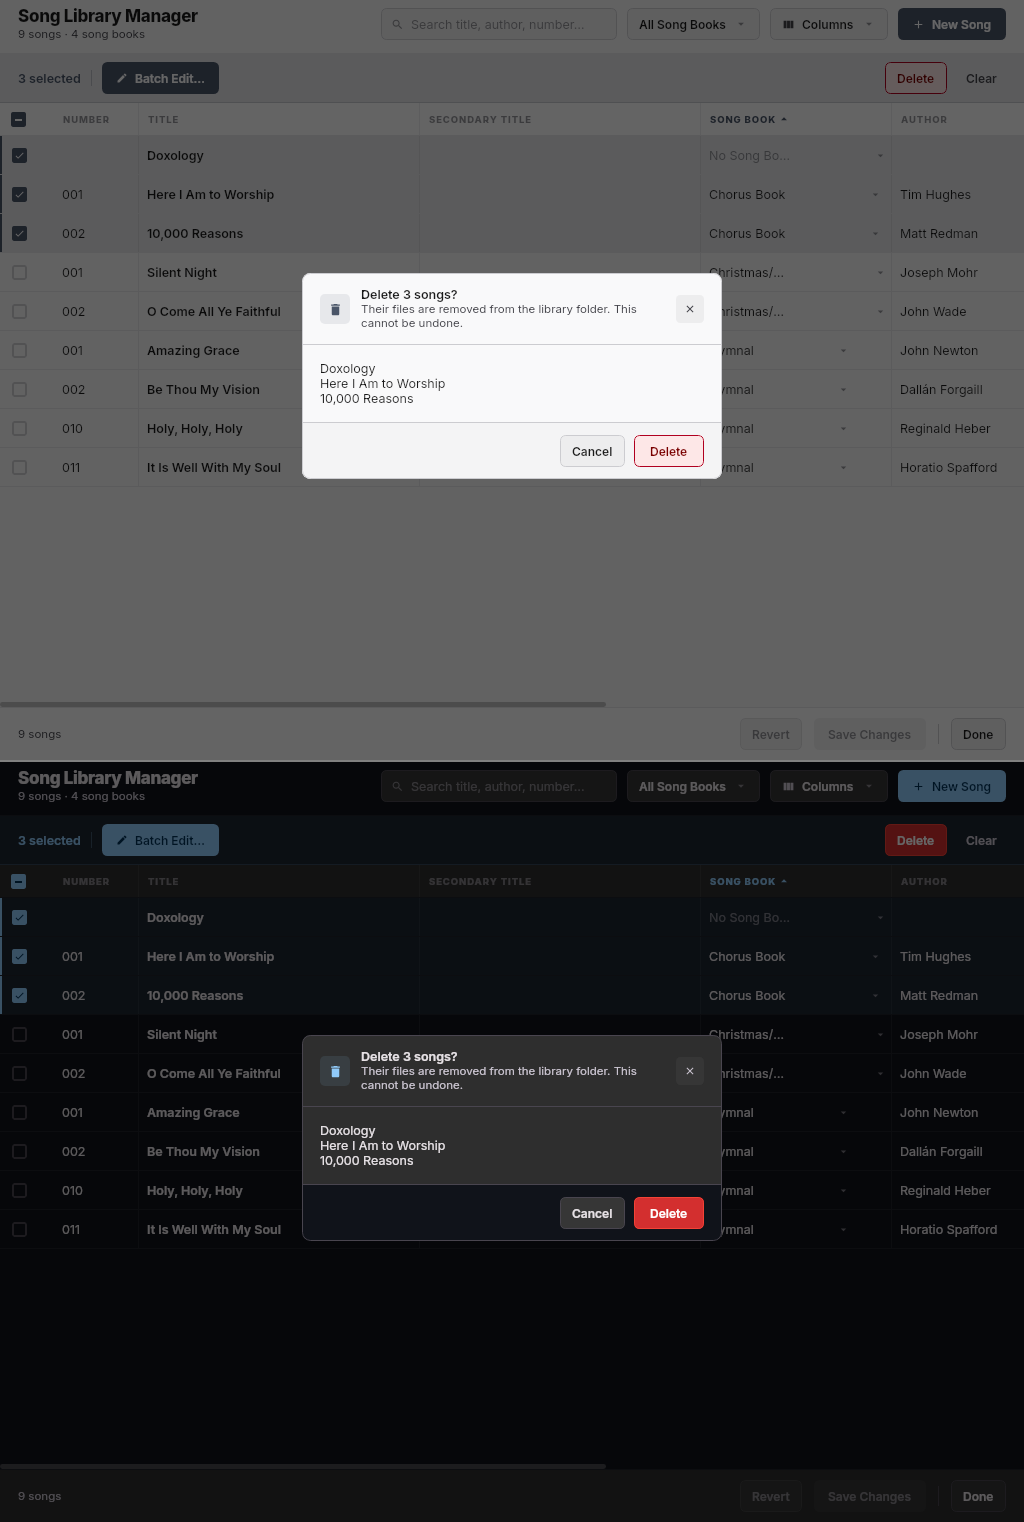 Song Library Manager
9 songs · 4 song books
Search title, author, number...
All Song Books
Columns
New Song
3 selected
Batch Edit...
Delete
Clear
NUMBER TITLE SECONDARY TITLE SONG BOOK AUTHOR
Doxology No Song Bo...
001 Here I Am to Worship Chorus Book Tim Hughes
002 10,000 Reasons Chorus Book Matt Redman
001 Silent Night Christmas/... Joseph Mohr
002 O Come All Ye Faithful hristmas/... John Wade
001 Amazing Grace ymnal John Newton
002 Be Thou My Vision ymnal Dallán Forgaill
010 Holy, Holy, Holy ymnal Reginald Heber
011 It Is Well With My Soul ymnal Horatio Spafford
Delete 3 songs?
Their files are removed from the library folder. This
cannot be undone.
Doxology
Here I Am to Worship
10,000 Reasons
Cancel
Delete
9 songs
Revert
Save Changes
Done
Song Library Manager
9 songs · 4 song books
Search title, author, number...
All Song Books
Columns
New Song
3 selected
Batch Edit...
Delete
Clear
NUMBER TITLE SECONDARY TITLE SONG BOOK AUTHOR
Doxology No Song Bo...
001 Here I Am to Worship Chorus Book Tim Hughes
002 10,000 Reasons Chorus Book Matt Redman
001 Silent Night Christmas/... Joseph Mohr
002 O Come All Ye Faithful hristmas/... John Wade
001 Amazing Grace ymnal John Newton
002 Be Thou My Vision ymnal Dallán Forgaill
010 Holy, Holy, Holy ymnal Reginald Heber
011 It Is Well With My Soul ymnal Horatio Spafford
Delete 3 songs?
Their files are removed from the library folder. This
cannot be undone.
Doxology
Here I Am to Worship
10,000 Reasons
Cancel
Delete
9 songs
Revert
Save Changes
Done